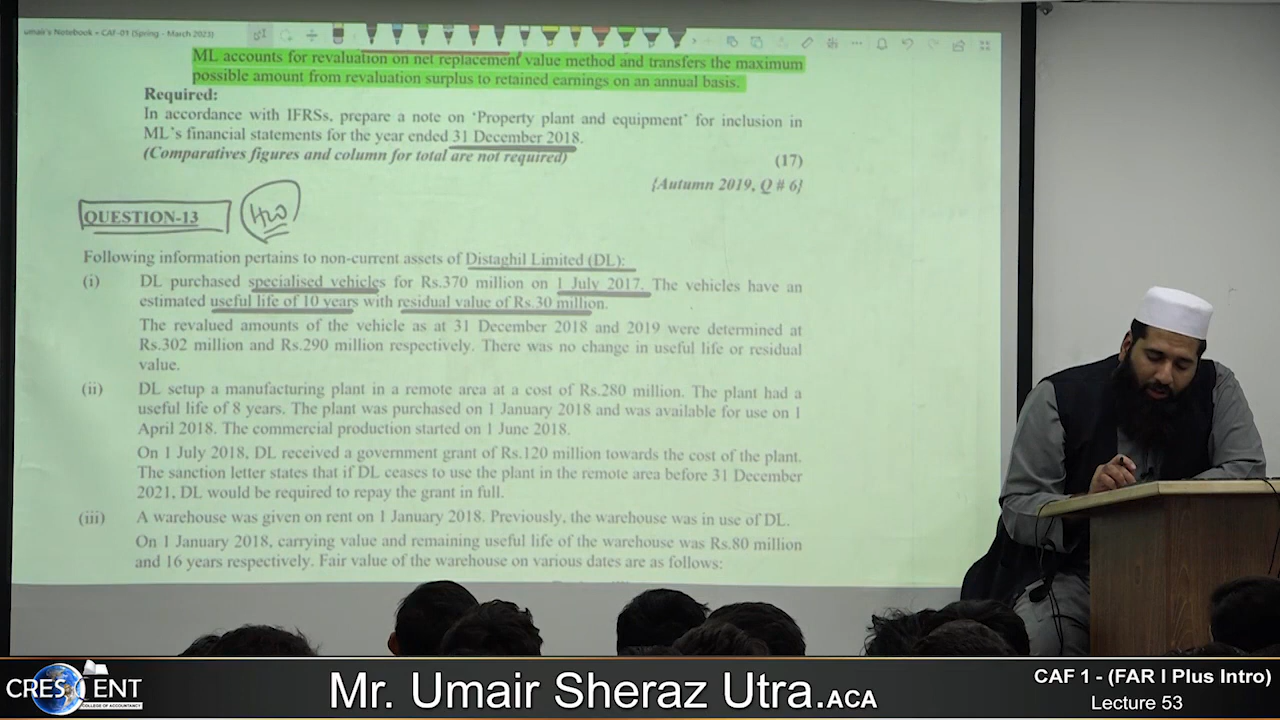 umair's Notebook » CAF-01 (Spring - March 2023)
ML accounts for revaluation on net replacement value method and transfers the maximum
possible amount from revaluation surplus to retained earnings on an annual basis.
Required:
In accordance with IFRSs, prepare a note on ‘Property plant and equipment’ for inclusion in
ML’s financial statements for the year ended 31 December 2018.
(Comparatives figures and column for total are not required)
(17)
{Autumn 2019, Q # 6}
QUESTION-13
Following information pertains to non-current assets of Distaghil Limited (DL):
(i) DL purchased specialised vehicles for Rs.370 million on 1 July 2017. The vehicles have an
estimated useful life of 10 years with residual value of Rs.30 million.
The revalued amounts of the vehicle as at 31 December 2018 and 2019 were determined at
Rs.302 million and Rs.290 million respectively. There was no change in useful life or residual
value.
(ii) DL setup a manufacturing plant in a remote area at a cost of Rs.280 million. The plant had a
useful life of 8 years. The plant was purchased on 1 January 2018 and was available for use on 1
April 2018. The commercial production started on 1 June 2018.
On 1 July 2018, DL received a government grant of Rs.120 million towards the cost of the plant.
The sanction letter states that if DL ceases to use the plant in the remote area before 31 December
2021, DL would be required to repay the grant in full.
(iii) A warehouse was given on rent on 1 January 2018. Previously, the warehouse was in use of DL.
On 1 January 2018, carrying value and remaining useful life of the warehouse was Rs.80 million
and 16 years respectively. Fair value of the warehouse on various dates are as follows:
CRESCENT
COLLEGE OF ACCOUNTANCY
Mr. Umair Sheraz Utra.ACA
CAF 1 - (FAR I Plus Intro)
Lecture 53